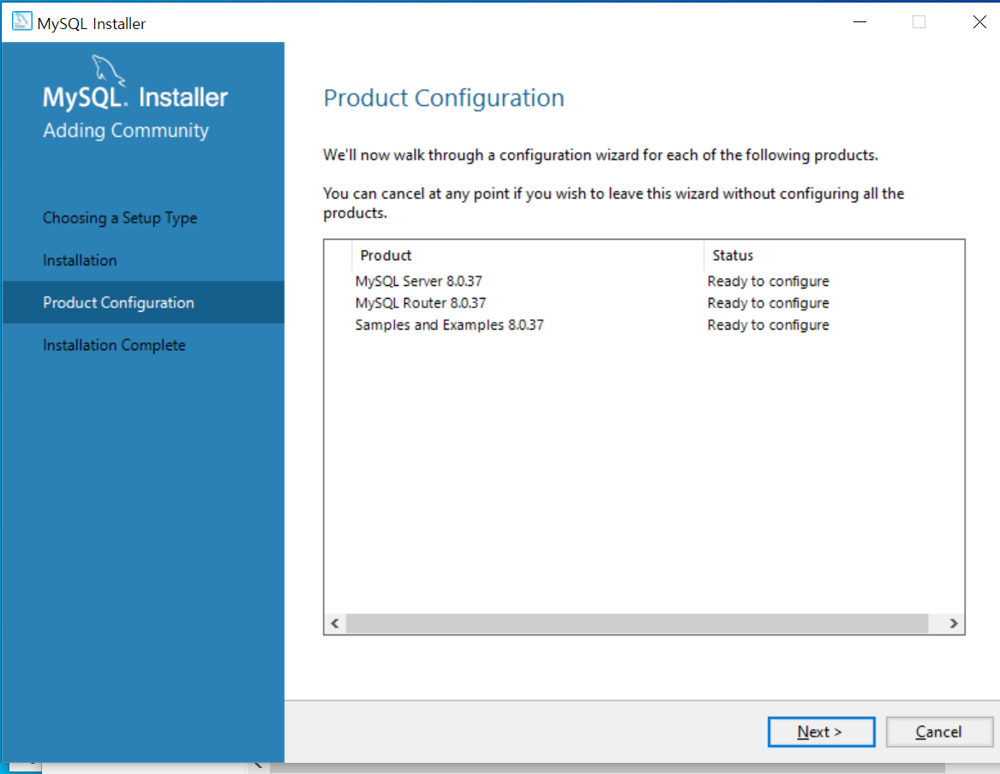 MySQL Installer
MySQL. Installer
Adding Community
Choosing a Setup Type
Installation
Product Configuration
Installation Complete
Product Configuration
We'll now walk through a configuration wizard for each of the following products.
You can cancel at any point if you wish to leave this wizard without configuring all the
products.
Product Status
MySQL Server 8.0.37 Ready to configure
MySQL Router 8.0.37 Ready to configure
Samples and Examples 8.0.37 Ready to configure
Next >
Cancel